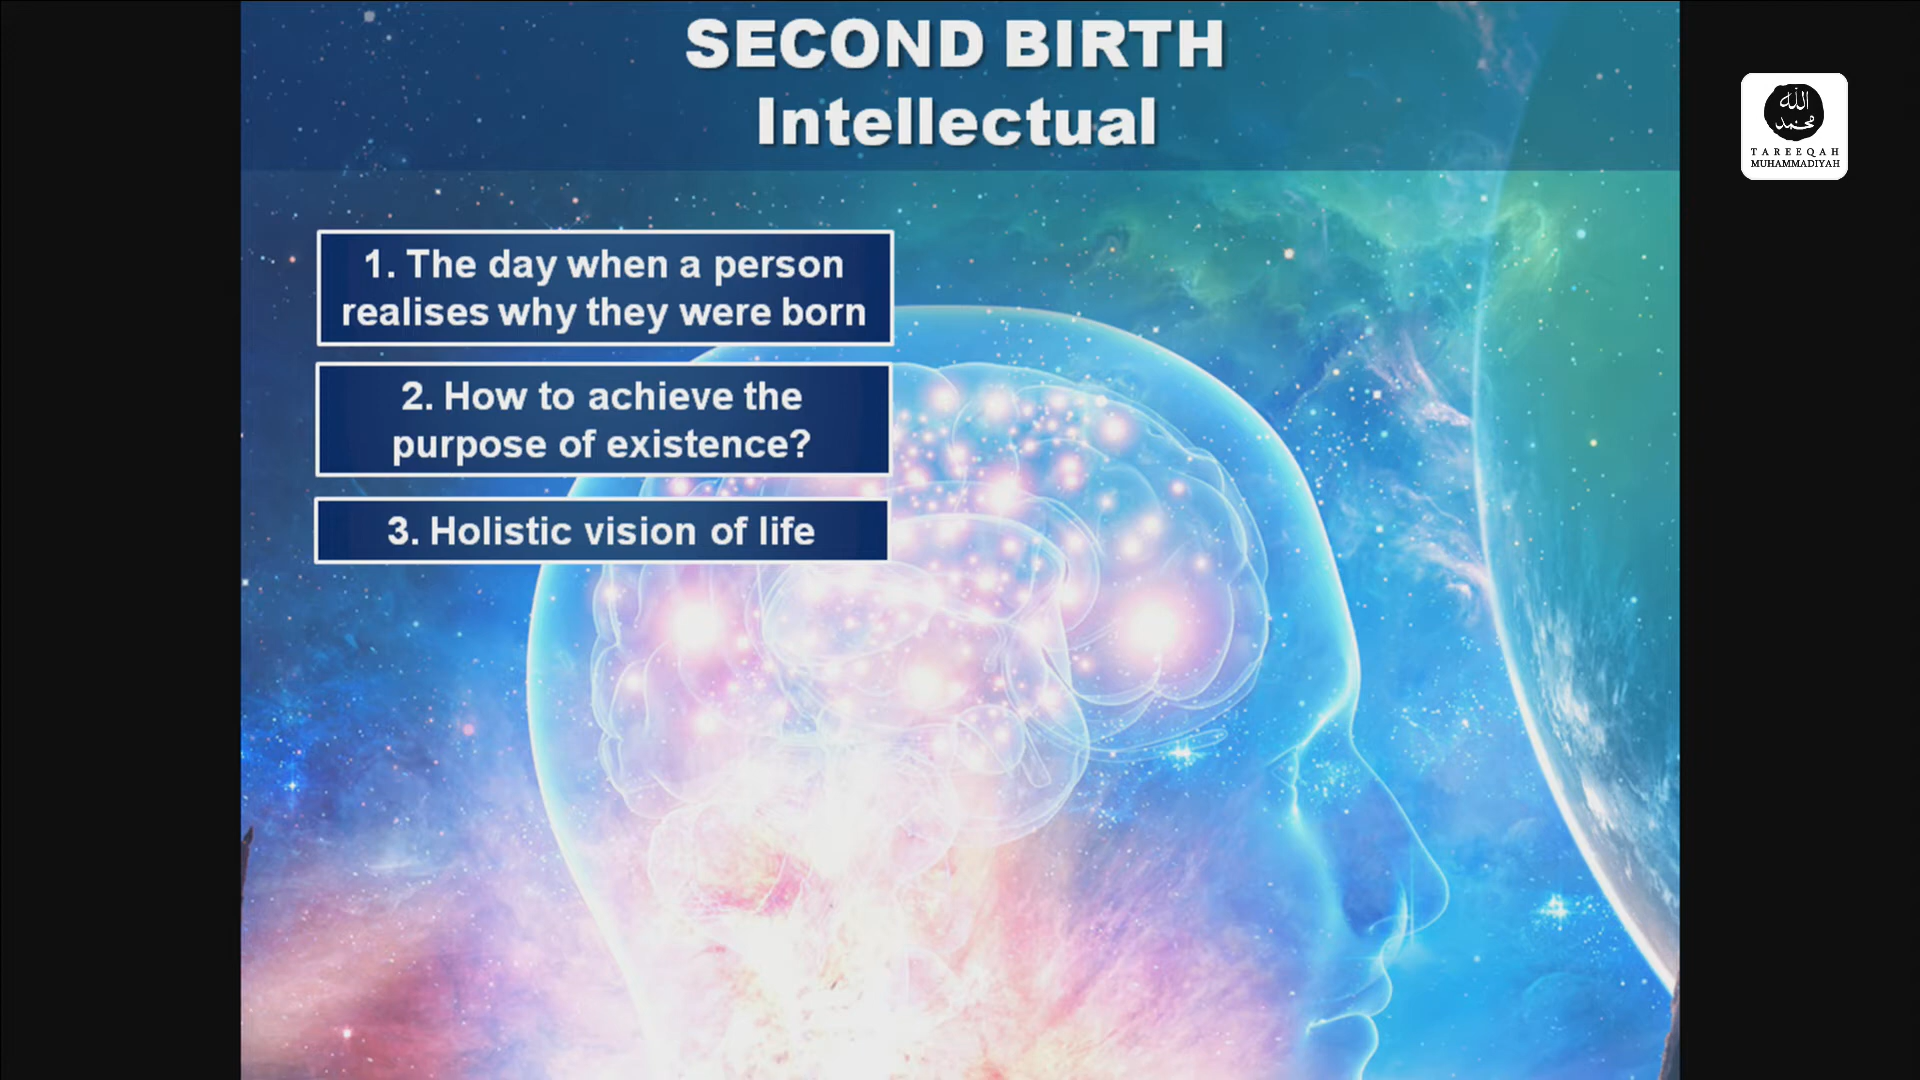 SECOND BIRTH
Intellectual
1. The day when a person
realises why they were born
2. How to achieve the
purpose of existence?
3. Holistic vision of life
الله
محمد
TAREEQAH
MUHAMMADIYAH